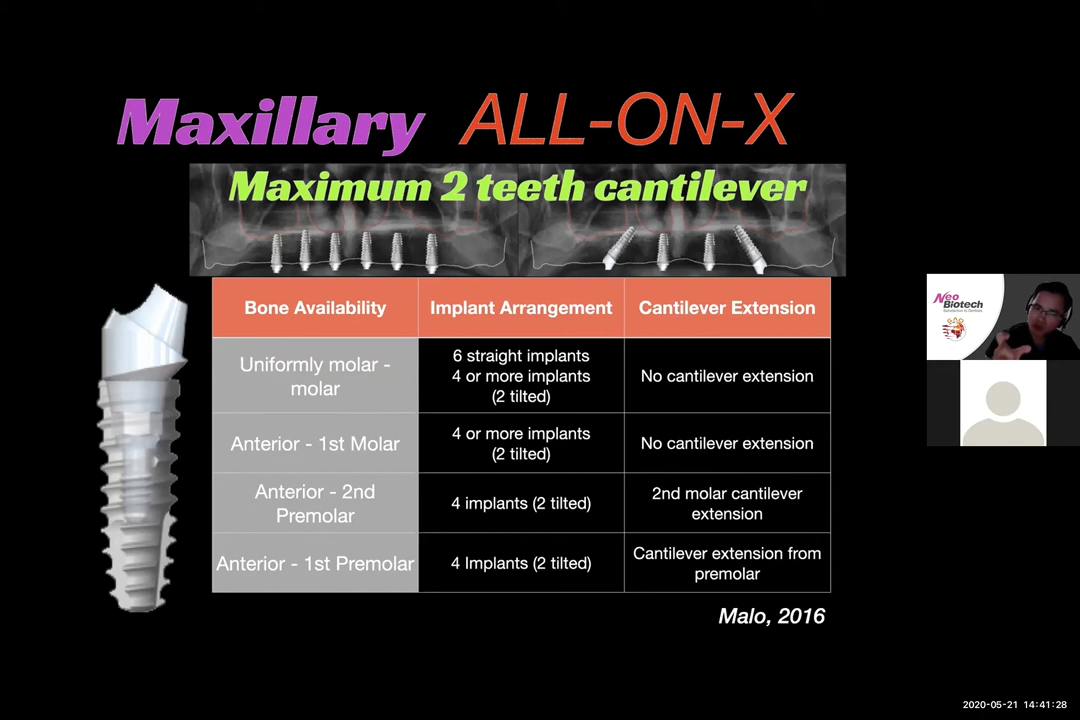 Maxillary ALL-ON-X
Maximum 2 teeth cantilever
Bone Availability
Implant Arrangement
Cantilever Extension
Uniformly molar -
molar
6 straight implants
4 or more implants
(2 tilted)
No cantilever extension
Anterior - 1st Molar
4 or more implants
(2 tilted)
No cantilever extension
Anterior - 2nd
Premolar
4 implants (2 tilted)
2nd molar cantilever
extension
Anterior - 1st Premolar
4 Implants (2 tilted)
Cantilever extension from
premolar
Malo, 2016
Neo
Biotech
2020-05-21 14:41:28